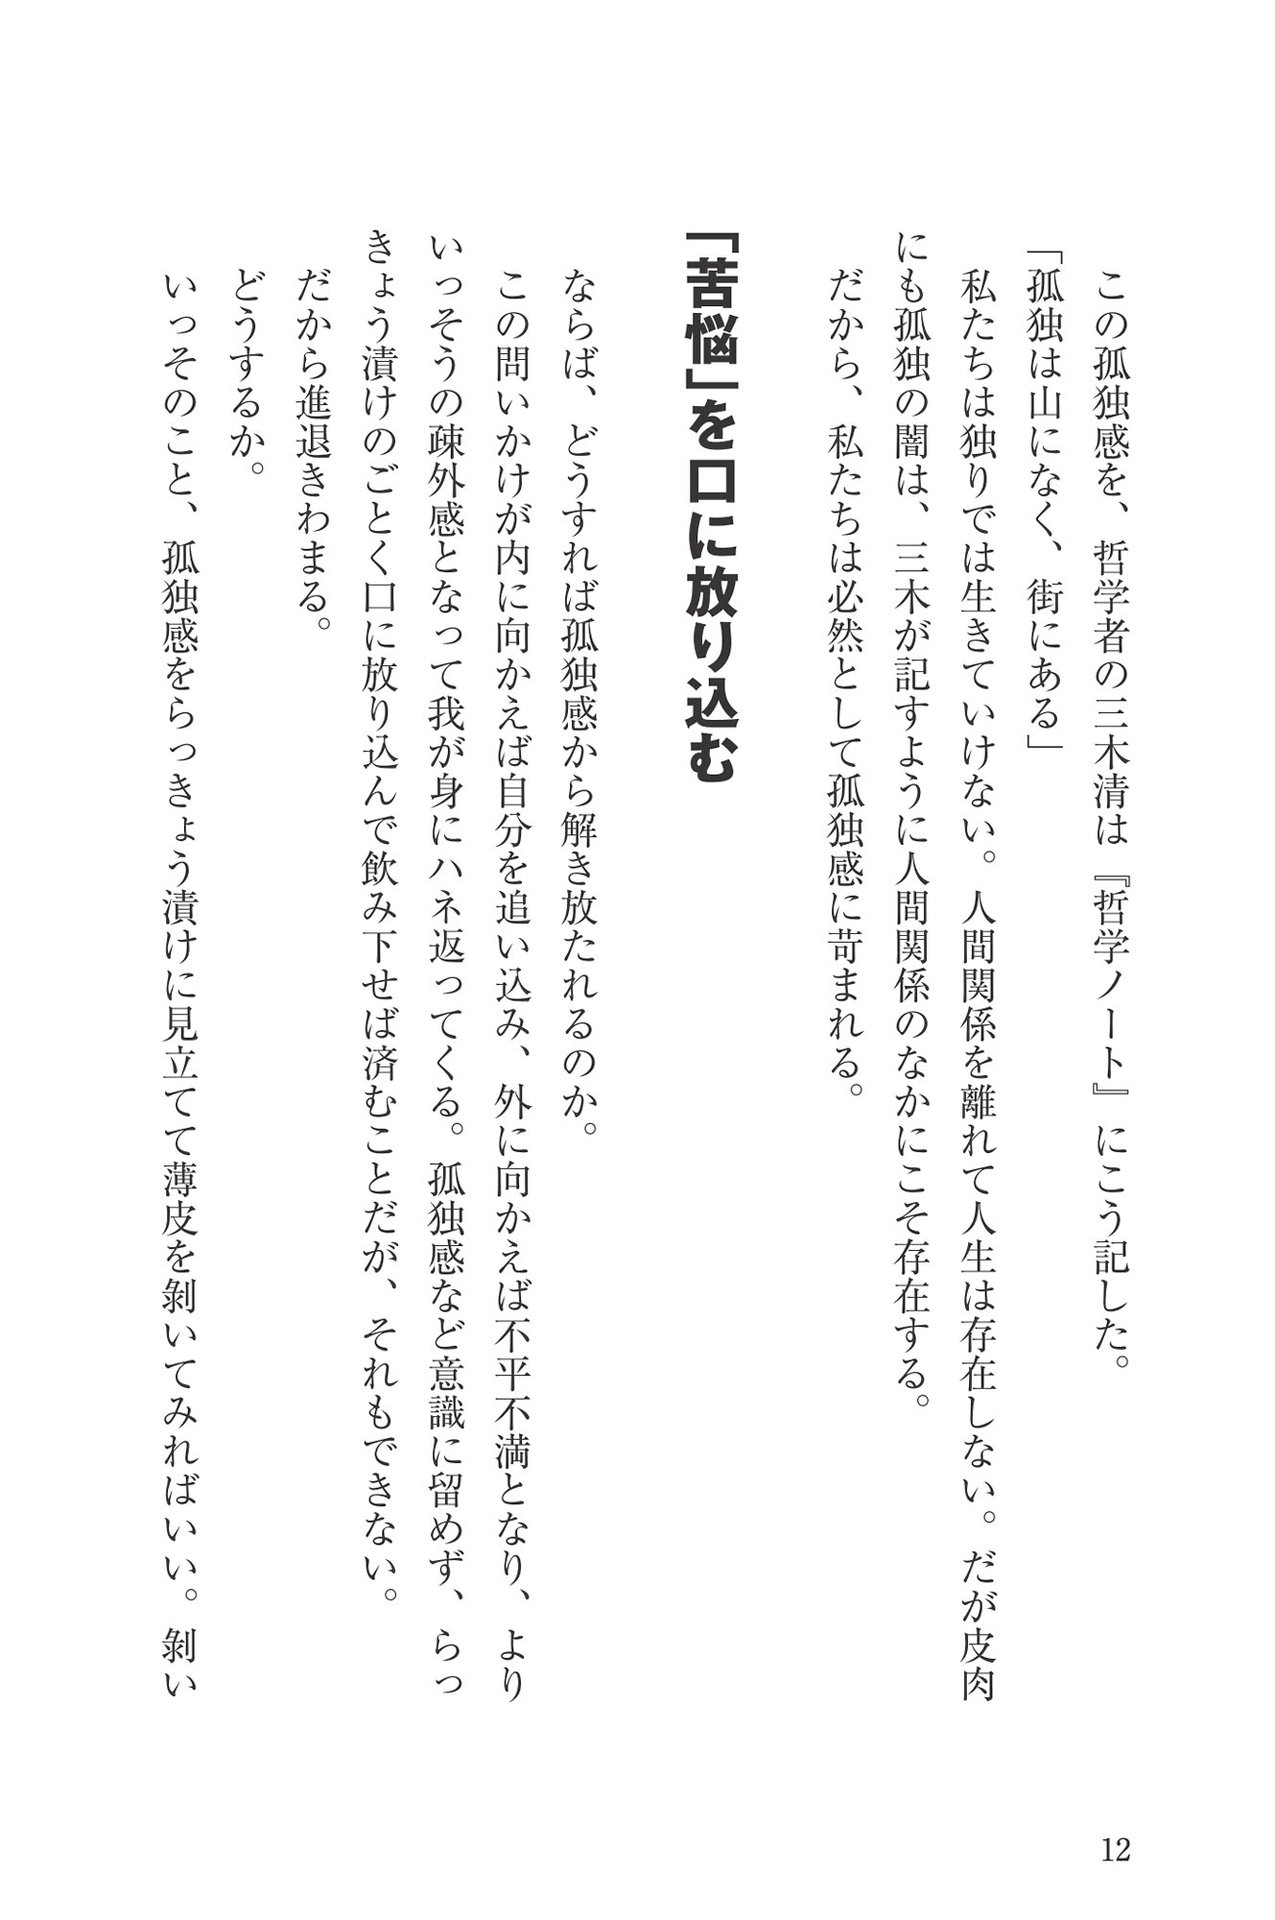 この孤独感を、哲学者の三木清は『哲学ノート』にこう記した。
「孤独は山になく、街にある」
私たちは独りでは生きていけない。人間関係を離れて人生は存在しない。だが皮肉
にも孤独の闇は、三木が記すように人間関係のなかにこそ存在する。
だから、私たちは必然として孤独感に苛まれる。
「苦悩」を口に放り込む
ならば、どうすれば孤独感から解き放たれるのか。
この問いかけが内に向かえば自分を追い込み、外に向かえば不平不満となり、より
いっそうの疎外感となって我が身にハネ返ってくる。孤独感など意識に留めず、らっ
きょう漬けのごとく口に放り込んで飲み下せば済むことだが、それもできない。
だから進退きわまる。
どうするか。
いっそのこと、孤独感をらっきょう漬けに見立てて薄皮を剝いてみればいい。剝い
12